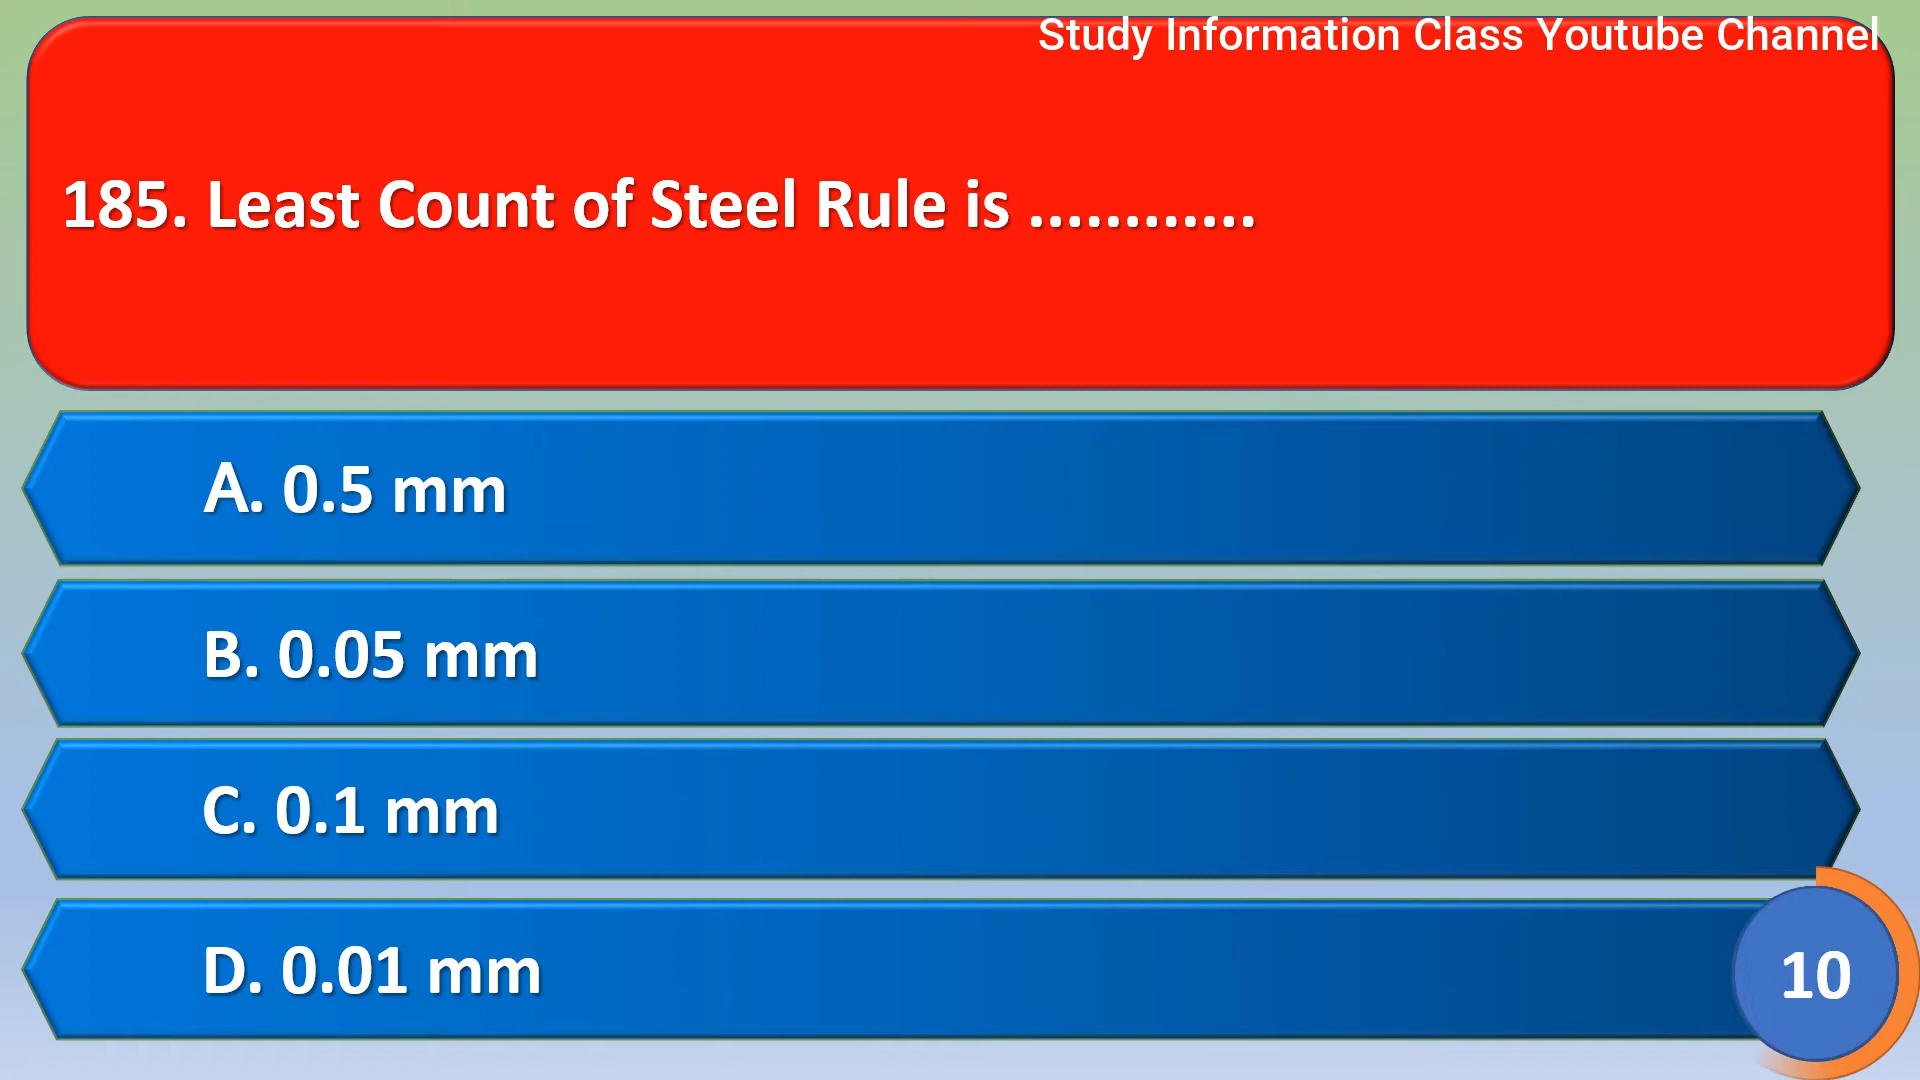 Study Information Class Youtube Channel
185. Least Count of Steel Rule is ............
A. 0.5 mm
B. 0.05 mm
C. 0.1 mm
D. 0.01 mm
10